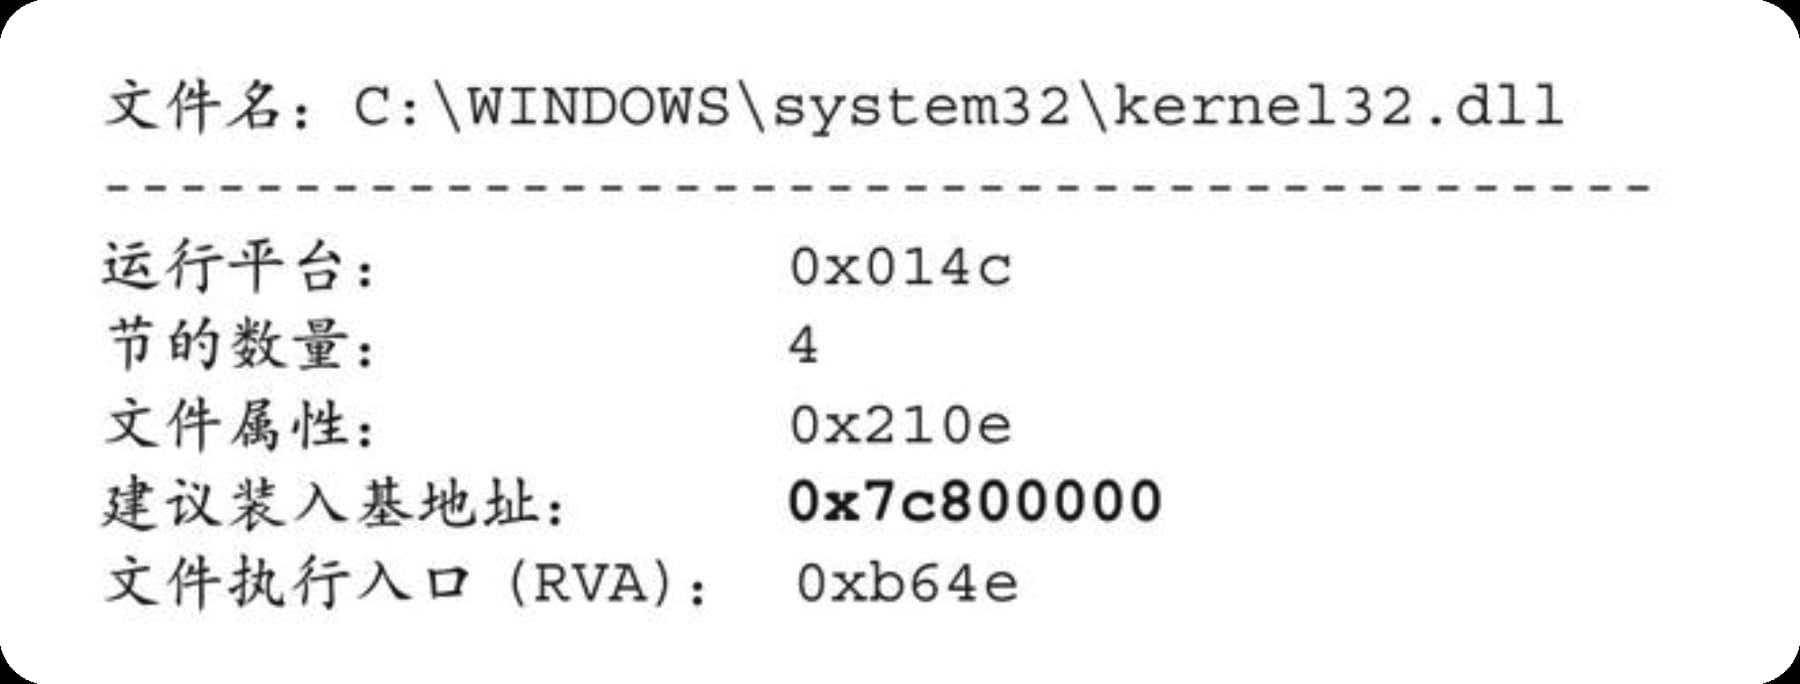 文件名：C:\WINDOWS\system32\kernel32.dll
-----------------------------------------
运行平台： 0x014c
节的数量： 4
文件属性： 0x210e
建议装入基地址： 0x7c800000
文件执行入口（RVA）： 0xb64e